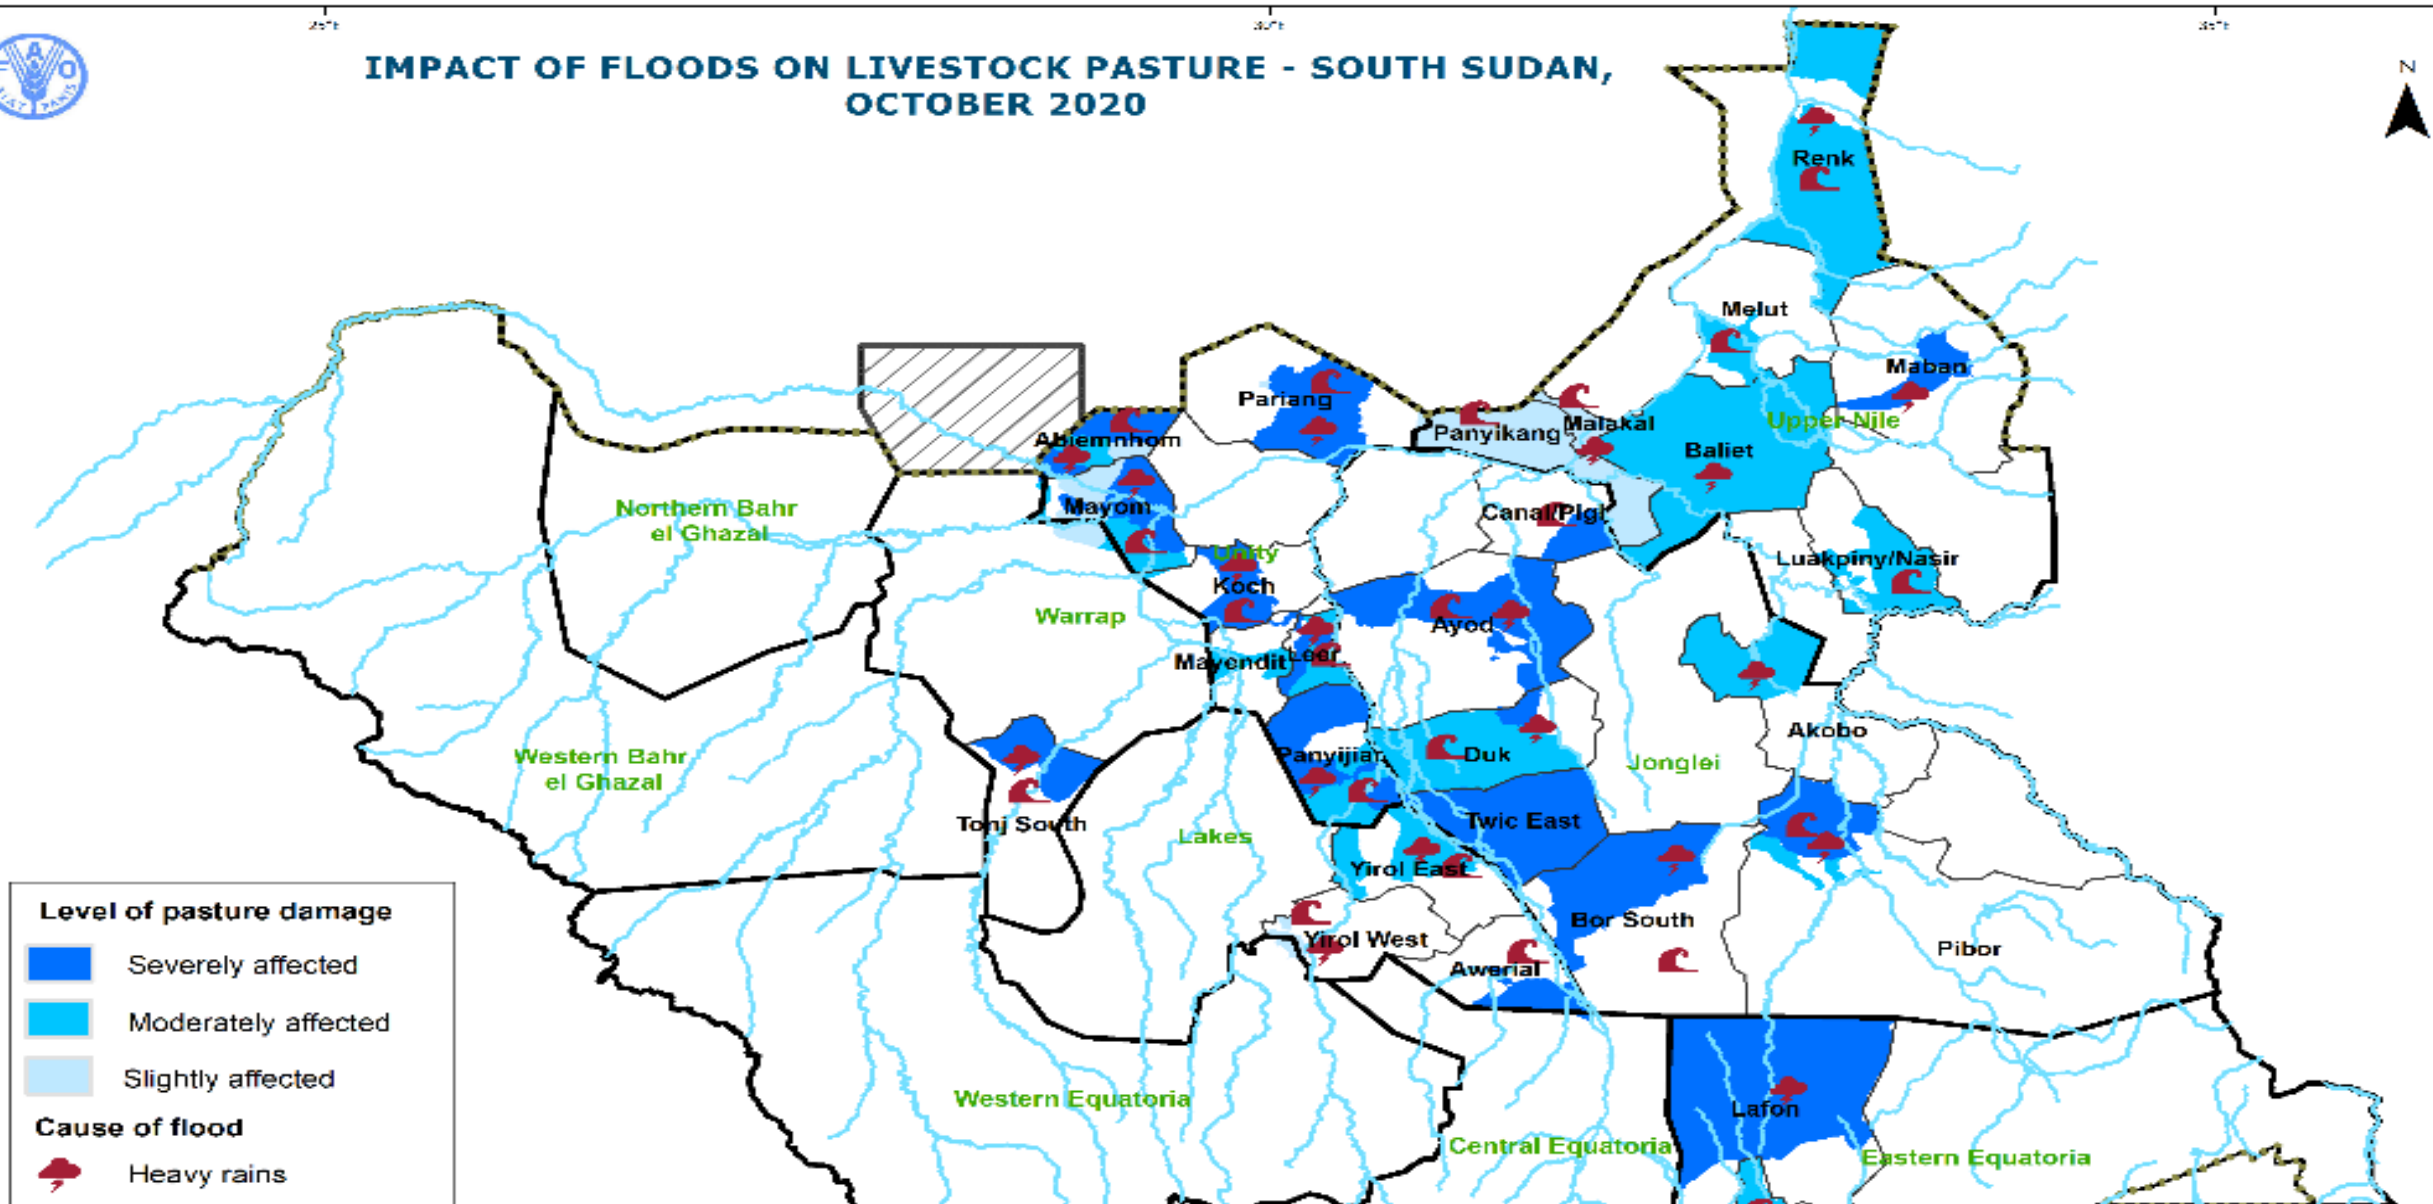 25°E
30°E
35°E
IMPACT OF FLOODS ON LIVESTOCK PASTURE - SOUTH SUDAN,
OCTOBER 2020
N
Renk
Melut
Maban
Pariang
Abiemnhom
Panyikang
Malakal
Upper Nile
Baliet
Northern Bahr
el Ghazal
Mayom
Canal/Pigi
Unity
Koch
Luakpiny/Nasir
Warrap
Ayod
Mayendit
Leer
Akobo
Western Bahr
el Ghazal
Panyijiar
Duk
Jonglei
Tonj South
Lakes
Twic East
Yirol East
Bor South
Yirol West
Awerial
Pibor
Western Equatoria
Lafon
Central Equatoria
Eastern Equatoria
Level of pasture damage
Severely affected
Moderately affected
Slightly affected
Cause of flood
Heavy rains